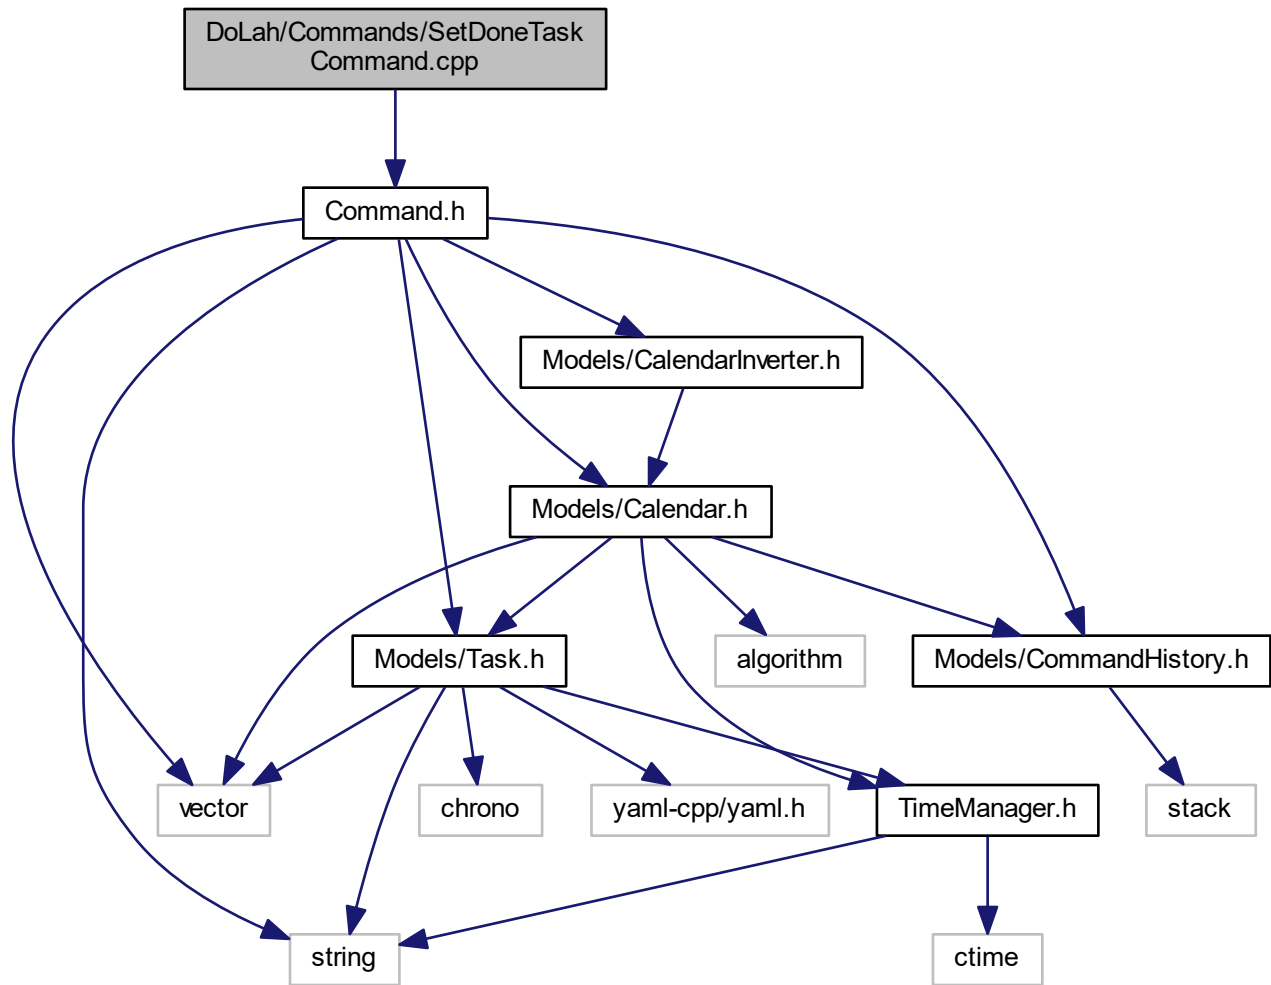 DoLah/Commands/SetDoneTask
Command.cpp
Command.h
Models/CalendarInverter.h
Models/Calendar.h
Models/Task.h
algorithm
Models/CommandHistory.h
vector
chrono
yaml-cpp/yaml.h
TimeManager.h
stack
string
ctime